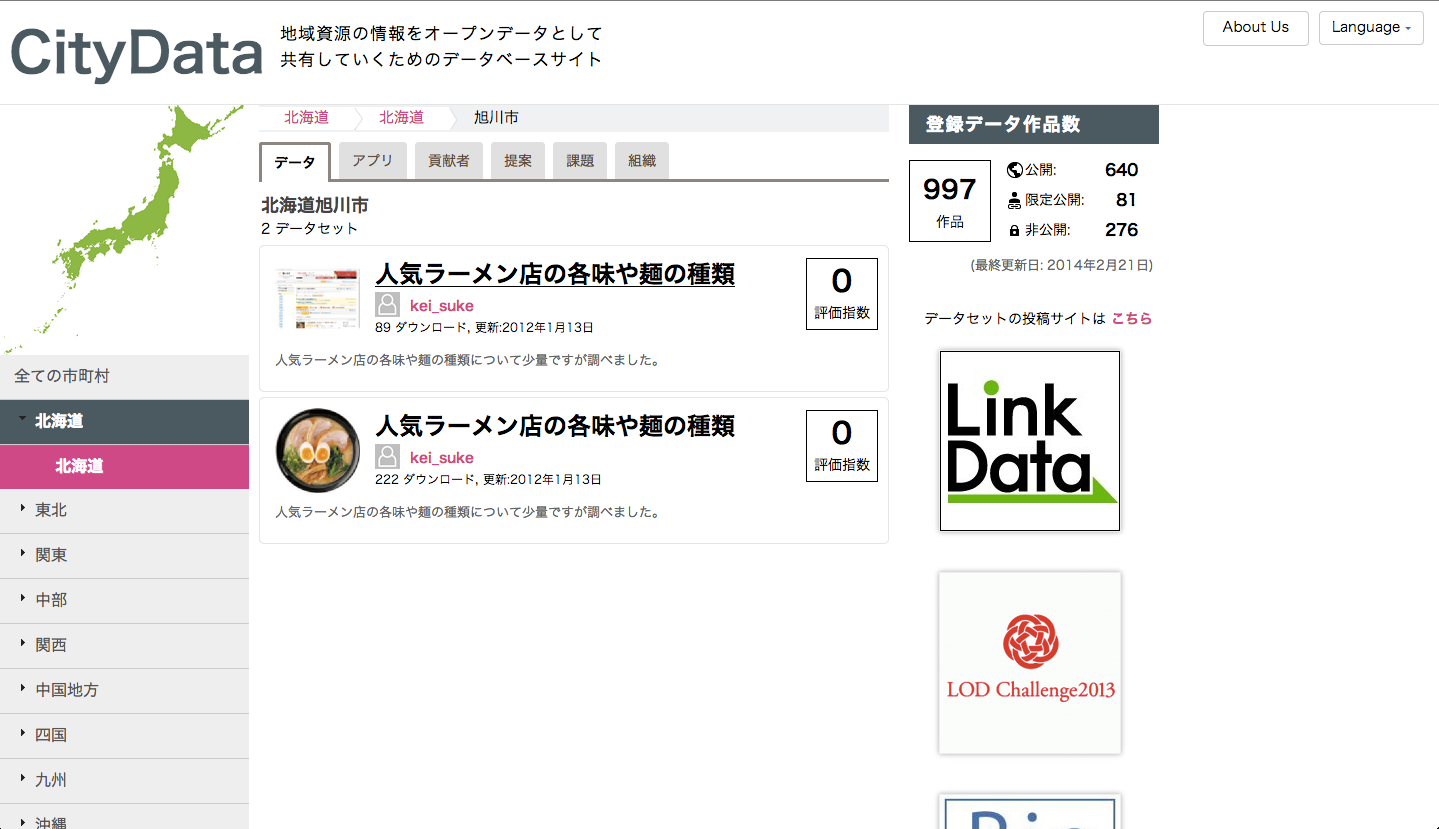 CityData
地域資源の情報をオープンデータとして
共有していくためのデータベースサイト
About Us
Language
北海道
北海道
旭川市
データ
アプリ
貢献者
提案
課題
組織
北海道旭川市
2 データセット
人気ラーメン店の各味や麺の種類
kei_suke
89 ダウンロード, 更新:2012年1月13日
0
評価指数
人気ラーメン店の各味や麺の種類について少量ですが調べました。
人気ラーメン店の各味や麺の種類
kei_suke
222 ダウンロード, 更新:2012年1月13日
0
評価指数
人気ラーメン店の各味や麺の種類について少量ですが調べました。
全ての市町村
北海道
北海道
東北
関東
中部
関西
中国地方
四国
九州
沖縄
登録データ作品数
997
作品
公開: 640
限定公開: 81
非公開: 276
(最終更新日: 2014年2月21日)
データセットの投稿サイトは こちら
Link
Data
LOD Challenge2013